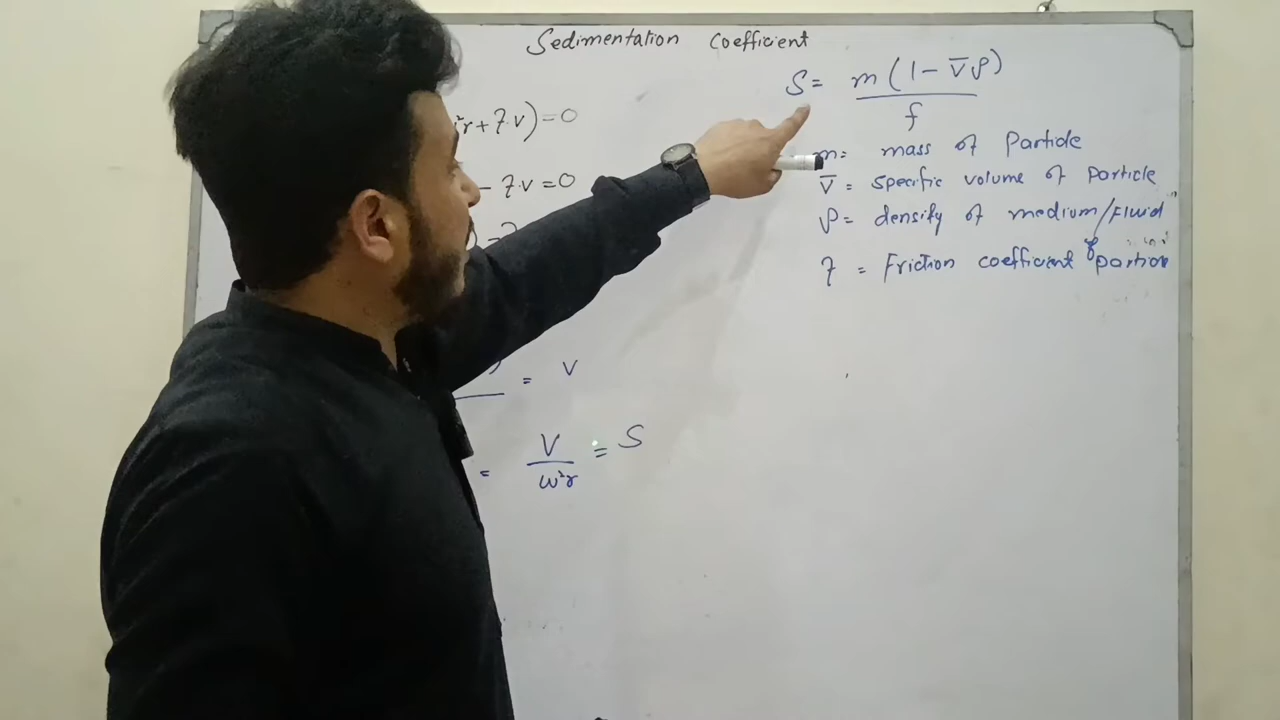 Sedimentation Coefficient
S = m(1 - v̄ρ) / f
²r + f.v) = 0
m = mass of Particle
v̄ = specific volume of Particle
- f.v = 0
ρ = density of medium/Fluid
f = Friction coefficient of
= v
= V/ω²r = S